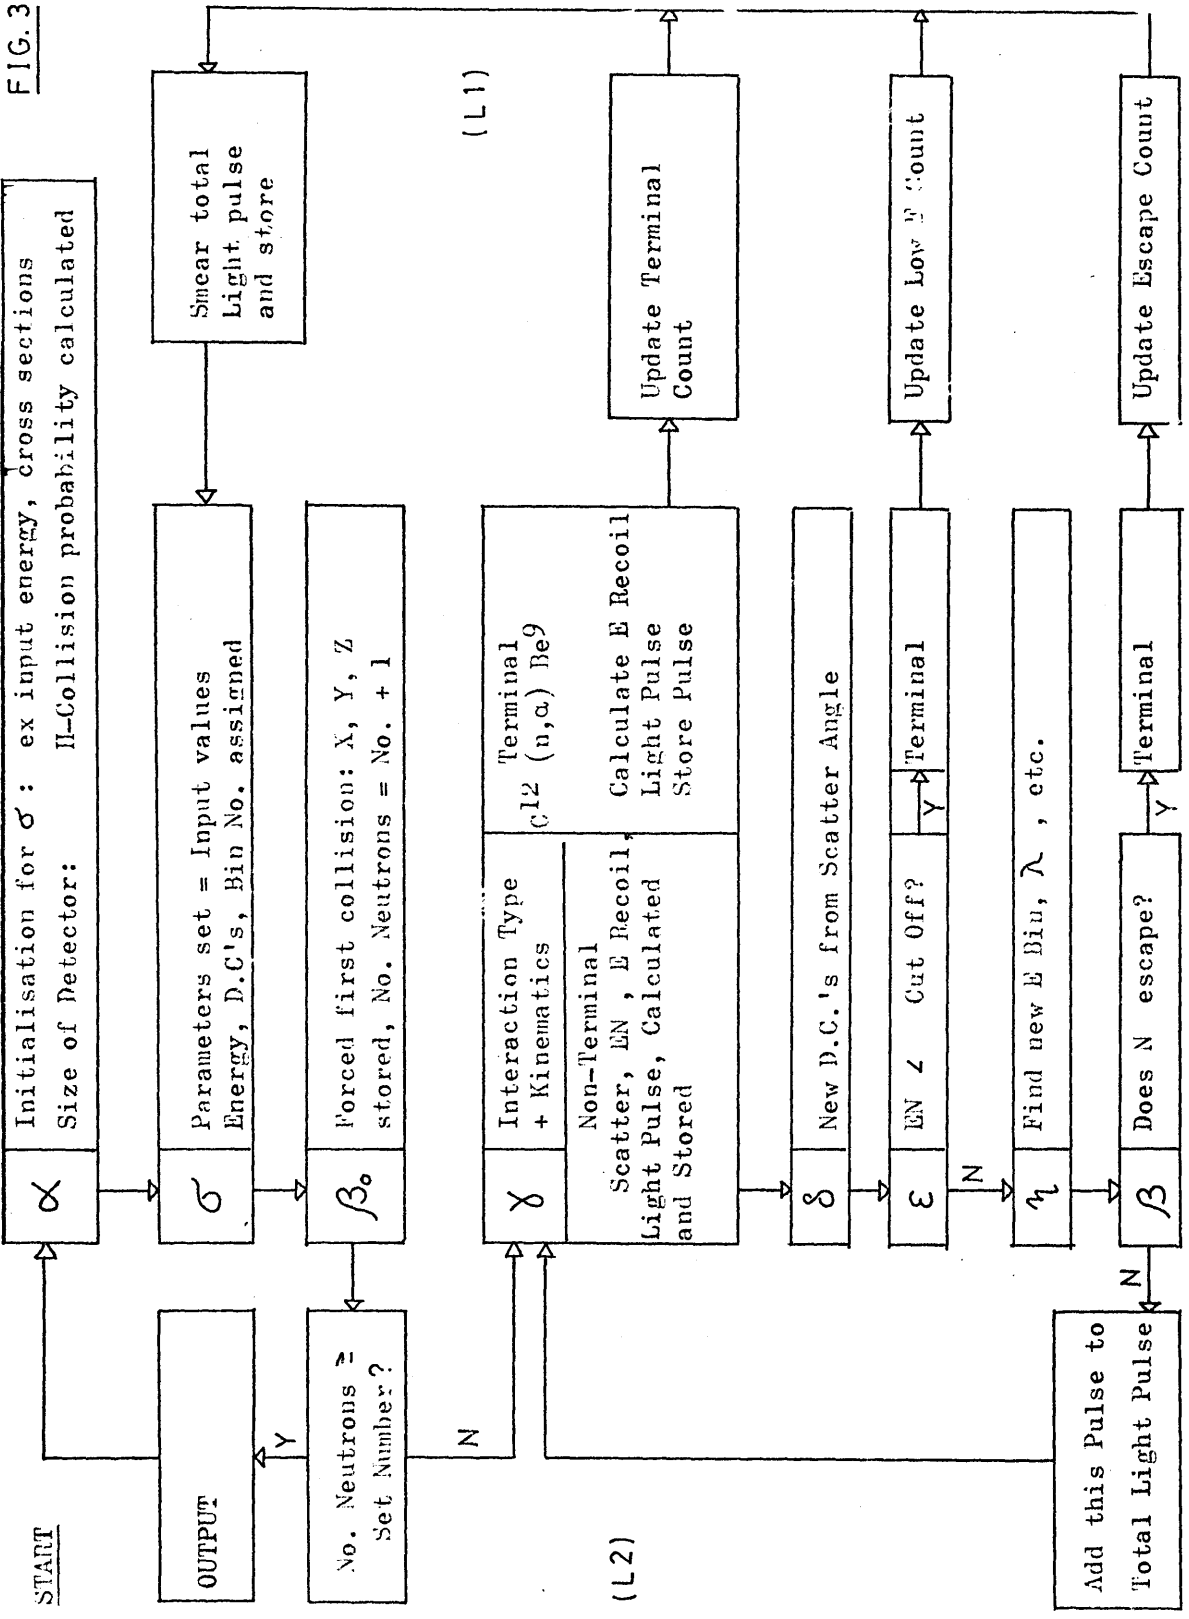 FIG. 3
START
α
Initialisation for σ : ex input energy, cross sections
Size of Detector: H-Collision probability calculated
OUTPUT
σ
Parameters set = Input values
Energy, D.C's, Bin No. assigned
Smear total
Light pulse
and store
Y
No. Neutrons ≥
Set Number?
N
β₀
Forced first collision: X, Y, Z
stored, No. Neutrons = No. + 1
(L1)
γ
Interaction Type
+ Kinematics
Non-Terminal
Scatter, EN , E Recoil,
Light Pulse, Calculated
and Stored
Terminal
C12 (n,α) Be9
Calculate E Recoil
Light Pulse
Store Pulse
Update Terminal
Count
(L2)
δ
New D.C.'s from Scatter Angle
ε
EN < Cut Off?
Y
Terminal
Update Low E Count
N
η
Find new E Bin, λ , etc.
β
Does N escape?
Y
Terminal
Update Escape Count
N
Add this Pulse to
Total Light Pulse